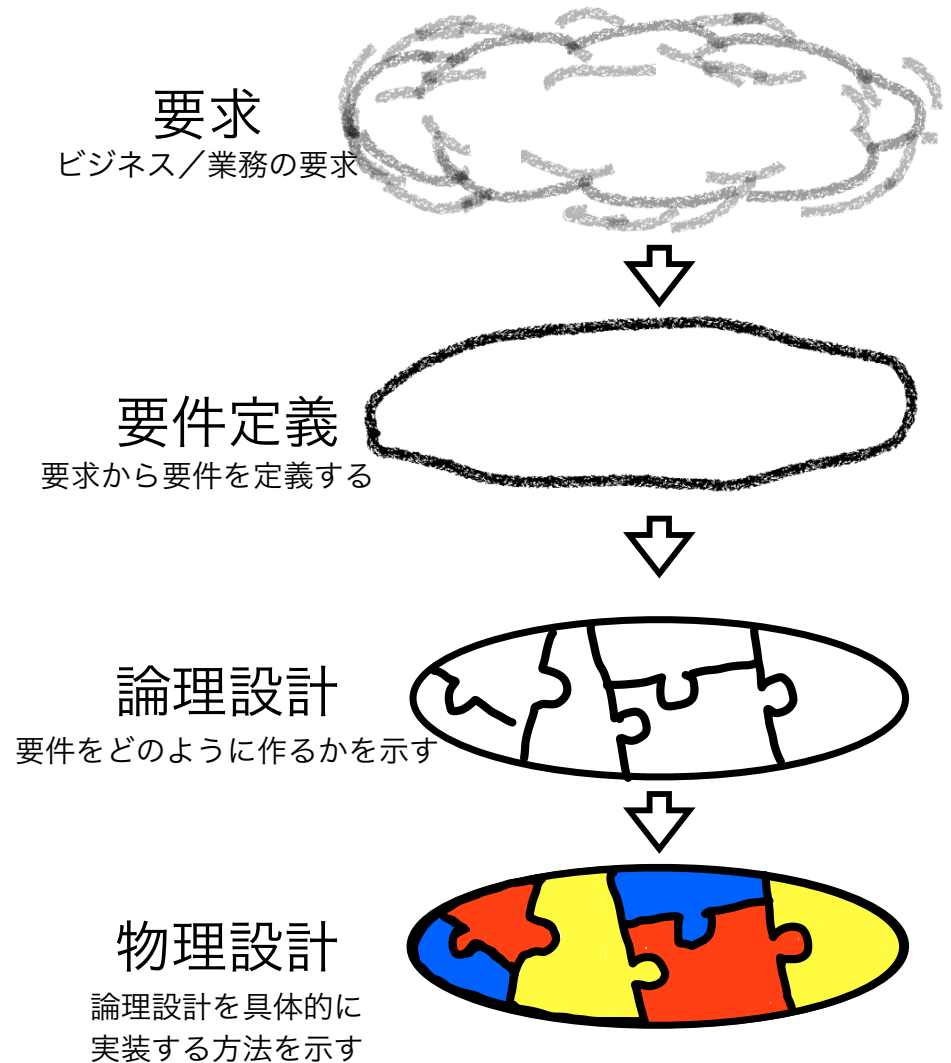 要求
ビジネス／業務の要求
要件定義
要求から要件を定義する
論理設計
要件をどのように作るかを示す
物理設計
論理設計を具体的に
実装する方法を示す